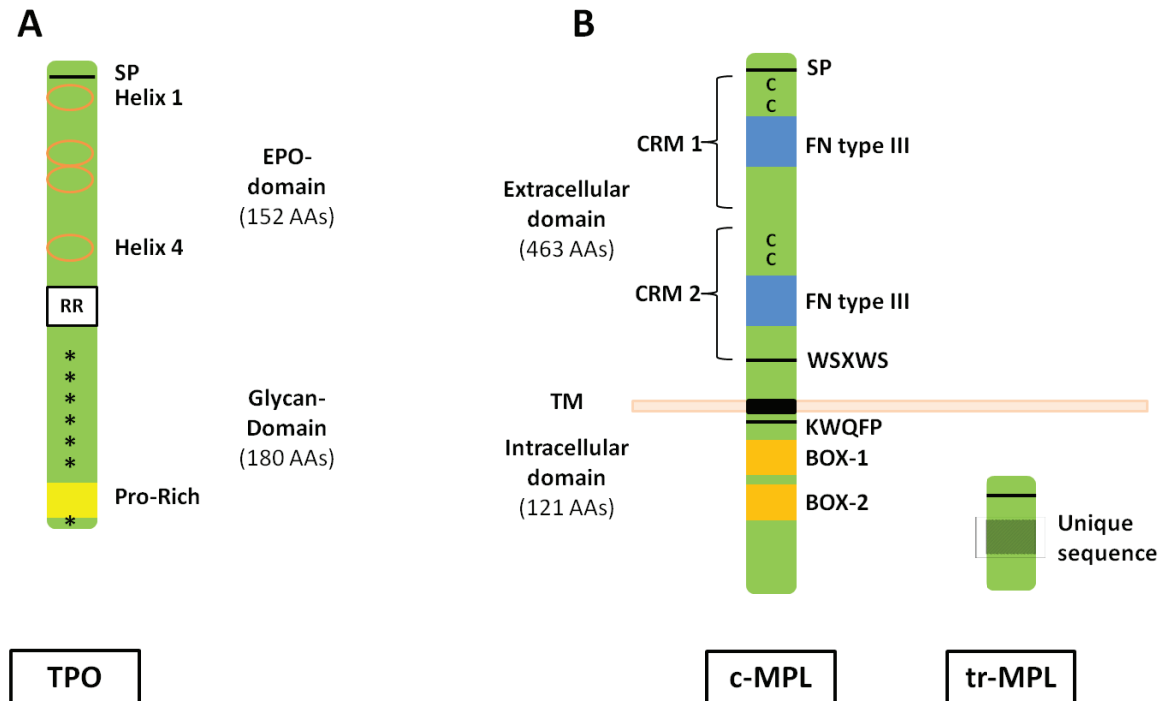 A
SP
Helix 1
EPO-
domain
(152 AAs)
Helix 4
RR
*
*
*
*
*
*
Glycan-
Domain
(180 AAs)
Pro-Rich
*
TPO
B
SP
C
C
CRM 1
FN type III
Extracellular
domain
(463 AAs)
C
C
CRM 2
FN type III
WSXWS
TM
KWQFP
Intracellular
domain
(121 AAs)
BOX-1
BOX-2
Unique
sequence
c-MPL
tr-MPL